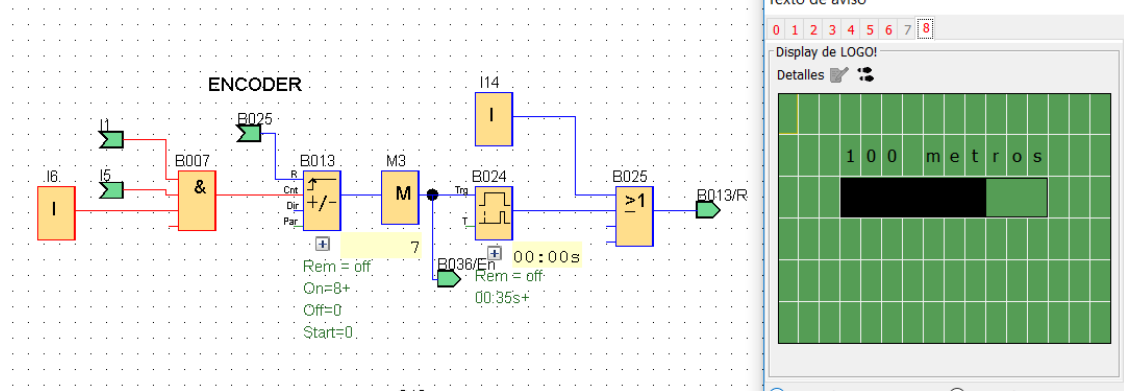 Texto de aviso
0 1 2 3 4 5 6 7 8
Display de LOGO!
Detalles
100 metros
ENCODER
I14
I
I1
B025
I6
I
I5
B007
&
B013
R
Cnt
Dir
Par
+/-
7
Rem = off
On=8+
Off=0
Start=0
M3
M
B024
Trg
T
00:00s
Rem = off
00:35s+
B036/En
B025
>1
B013/R